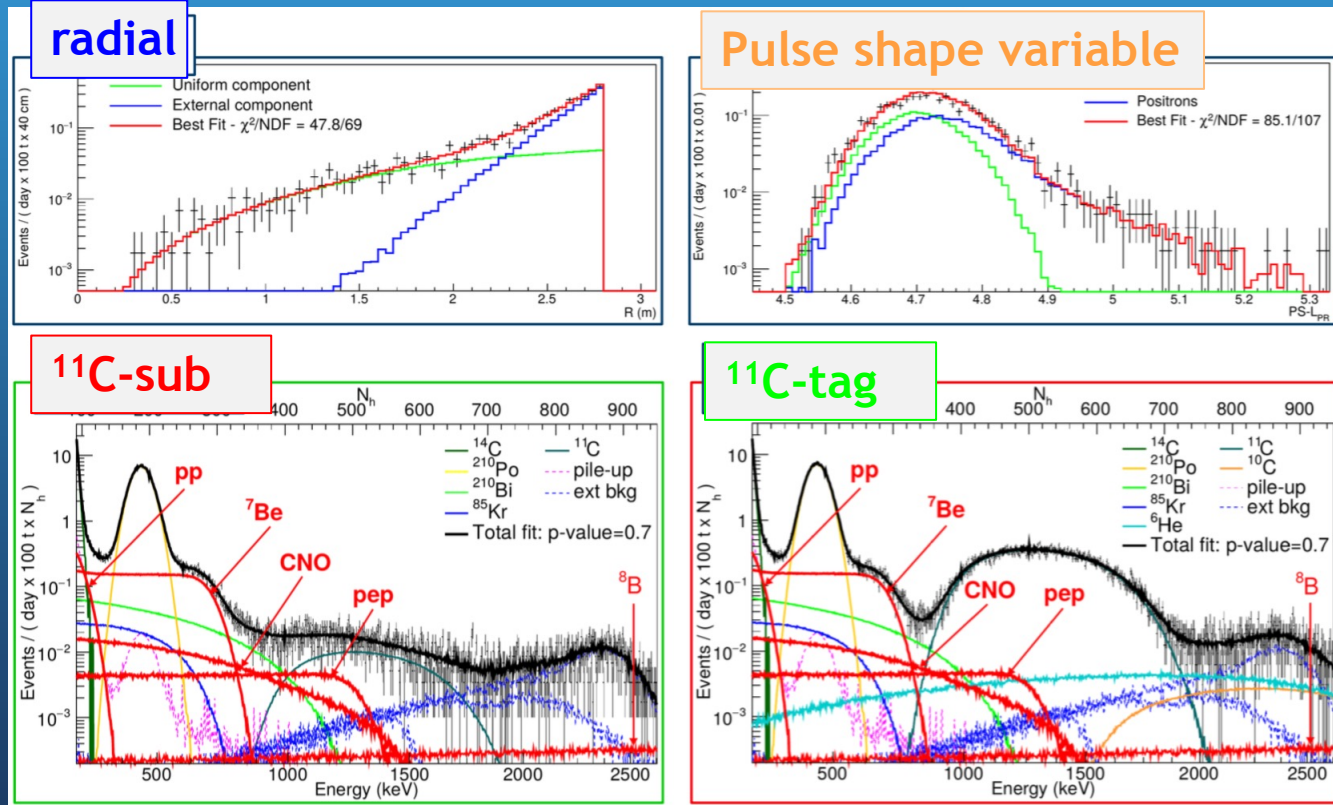 radial
Uniform component
External component
Best Fit - χ²/NDF = 47.8/69
Events / ( day x 100 t x 40 cm )
10⁻¹
10⁻²
10⁻³
0
0.5
1
1.5
2
2.5
3
R (m)
Pulse shape variable
Positrons
Best Fit - χ²/NDF = 85.1/107
Events / ( day x 100 t x 0.01 )
10⁻¹
10⁻²
10⁻³
4.5
4.6
4.7
4.8
4.9
5
5.1
5.2
5.3
PS-L_PR
¹¹C-sub
N_h
400
500
600
700
800
900
¹⁴C
¹¹C
²¹⁰Po
pile-up
²¹⁰Bi
ext bkg
⁸⁵Kr
Total fit: p-value=0.7
pp
⁷Be
CNO
pep
⁸B
Events / ( day x 100 t x N_h )
10
1
10⁻¹
10⁻²
10⁻³
500
1000
1500
2000
2500
Energy (keV)
¹¹C-tag
N_h
400
500
600
700
800
900
¹⁴C
¹¹C
²¹⁰Po
¹⁰C
²¹⁰Bi
pile-up
⁸⁵Kr
ext bkg
⁶He
Total fit: p-value=0.7
pp
⁷Be
CNO
pep
⁸B
Events / ( day x 100 t x N_h )
10
1
10⁻¹
10⁻²
10⁻³
500
1000
1500
2000
2500
Energy (keV)